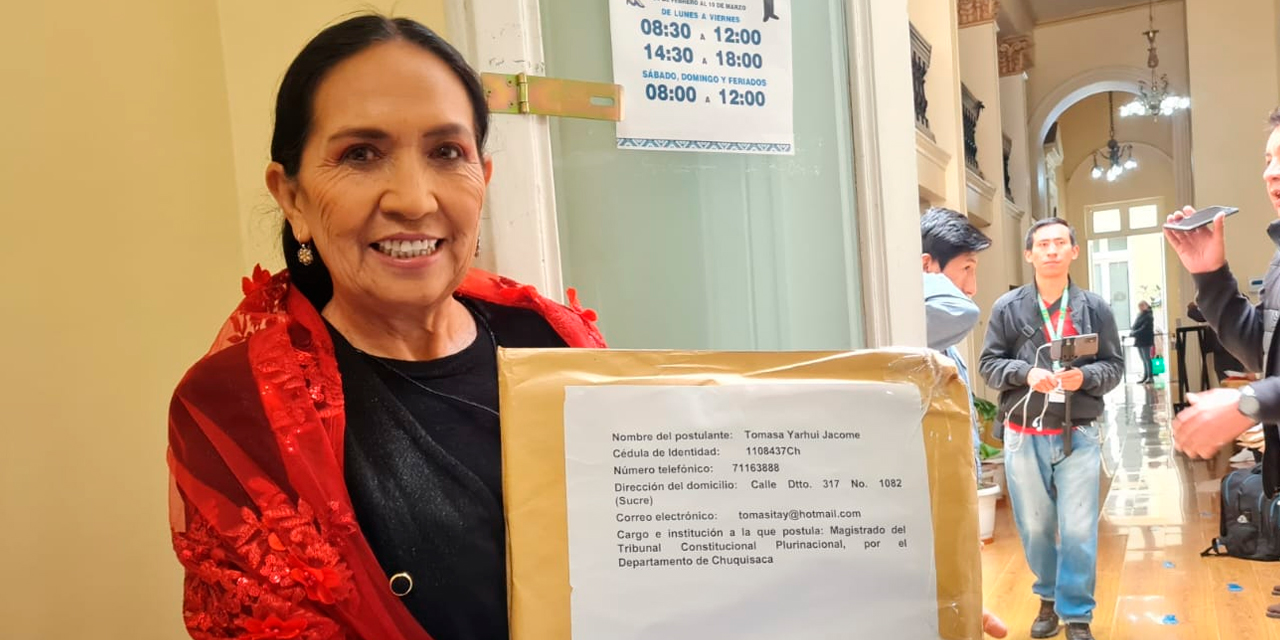 DE LUNES A VIERNES
08:30 A 12:00
14:30 A 18:00
SÁBADO, DOMINGO Y FERIADOS
08:00 A 12:00
Nombre del postulante: Tomasa Yarhui Jacome
Cédula de Identidad: 1108437Ch
Número telefónico: 71163888
Dirección del domicilio: Calle Dtto. 317 No. 1082
(Sucre)
Correo electrónico: tomasitay@hotmail.com
Cargo e institución a la que postula: Magistrado del
Tribunal Constitucional Plurinacional, por el
Departamento de Chuquisaca